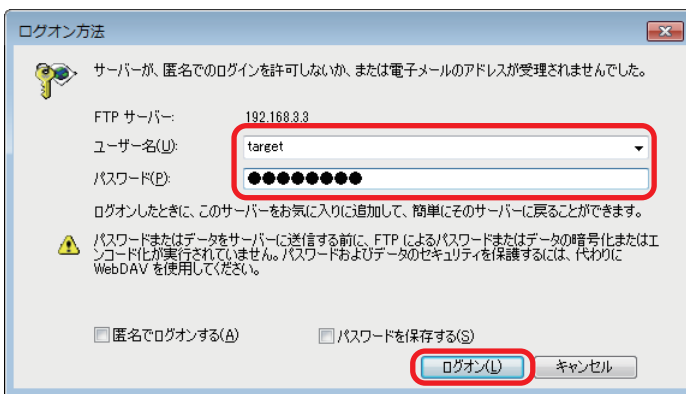 ログオン方法
サーバーが、匿名でのログインを許可しないか、または電子メールのアドレスが受理されませんでした。
FTP サーバー: 192.168.3.3
ユーザー名(U): target
パスワード(P): ●●●●●●●●
ログオンしたときに、このサーバーをお気に入りに追加して、簡単にそのサーバーに戻ることができます。
パスワードまたはデータをサーバーに送信する前に、FTP によるパスワードまたはデータの暗号化またはエ
ンコード化が実行されていません。パスワードおよびデータのセキュリティを保護するには、代わりに
WebDAV を使用してください。
匿名でログオンする(A) パスワードを保存する(S)
ログオン(L) キャンセル